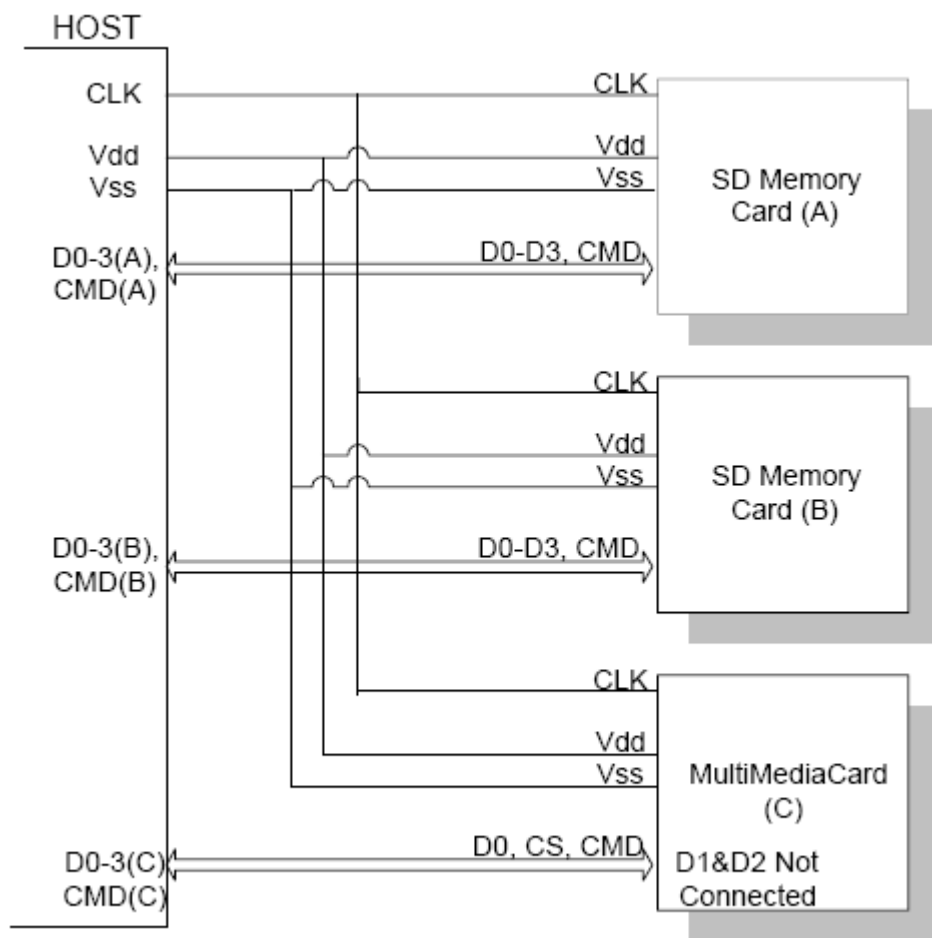 HOST
CLK
CLK
Vdd
Vdd
Vss
Vss
SD Memory
Card (A)
D0-3(A),
CMD(A)
D0-D3, CMD
CLK
Vdd
Vss
SD Memory
Card (B)
D0-3(B),
CMD(B)
D0-D3, CMD
CLK
Vdd
Vss
MultiMediaCard
(C)
D0-3(C)
CMD(C)
D0, CS, CMD
D1&D2 Not
Connected